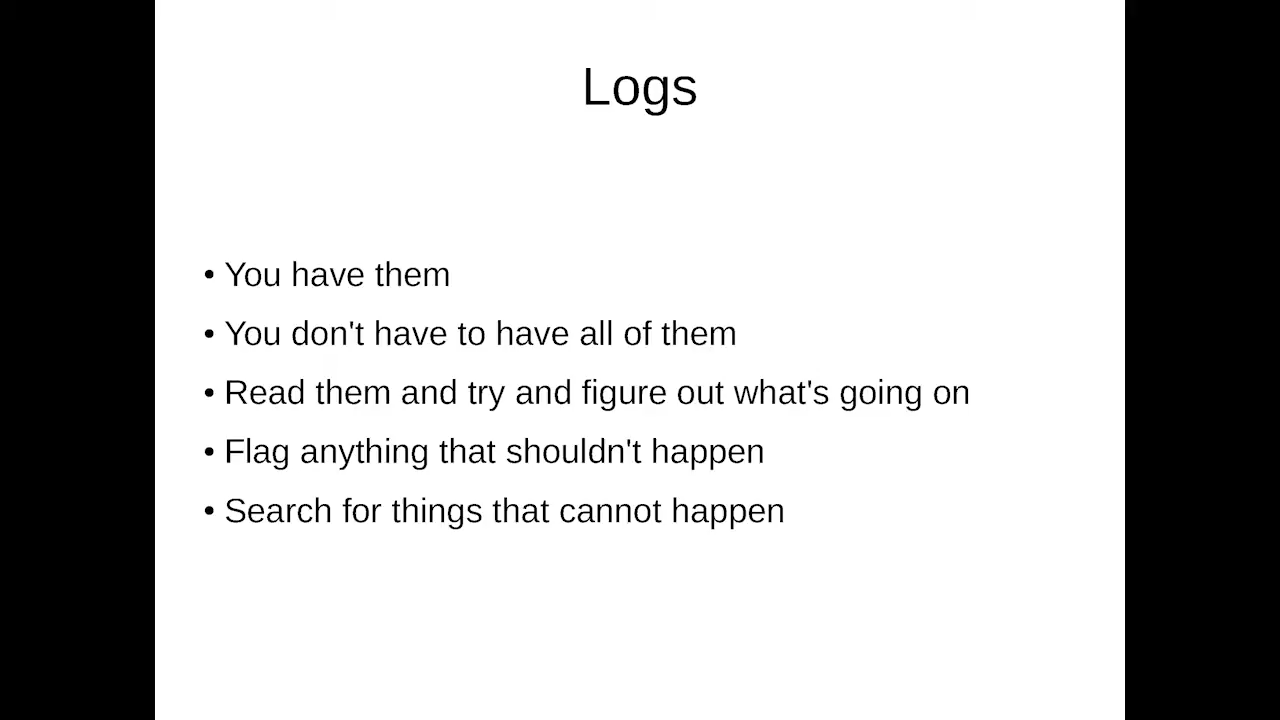 Logs
• You have them
• You don't have to have all of them
• Read them and try and figure out what's going on
• Flag anything that shouldn't happen
• Search for things that cannot happen